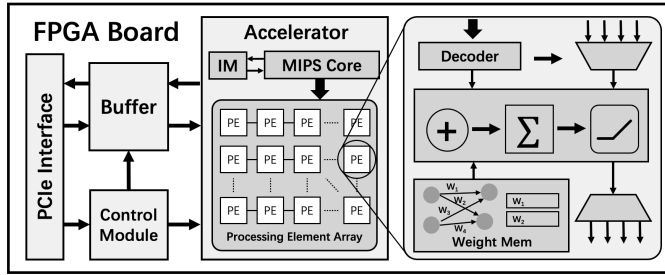 FPGA Board
PCIe Interface
Buffer
Control
Module
Accelerator
IM
MIPS Core
PE PE PE PE
PE PE PE PE
PE PE PE PE
Processing Element Array
Decoder
+
Σ
W₁
W₂
W₃
W₄
W₁
W₂
Weight Mem